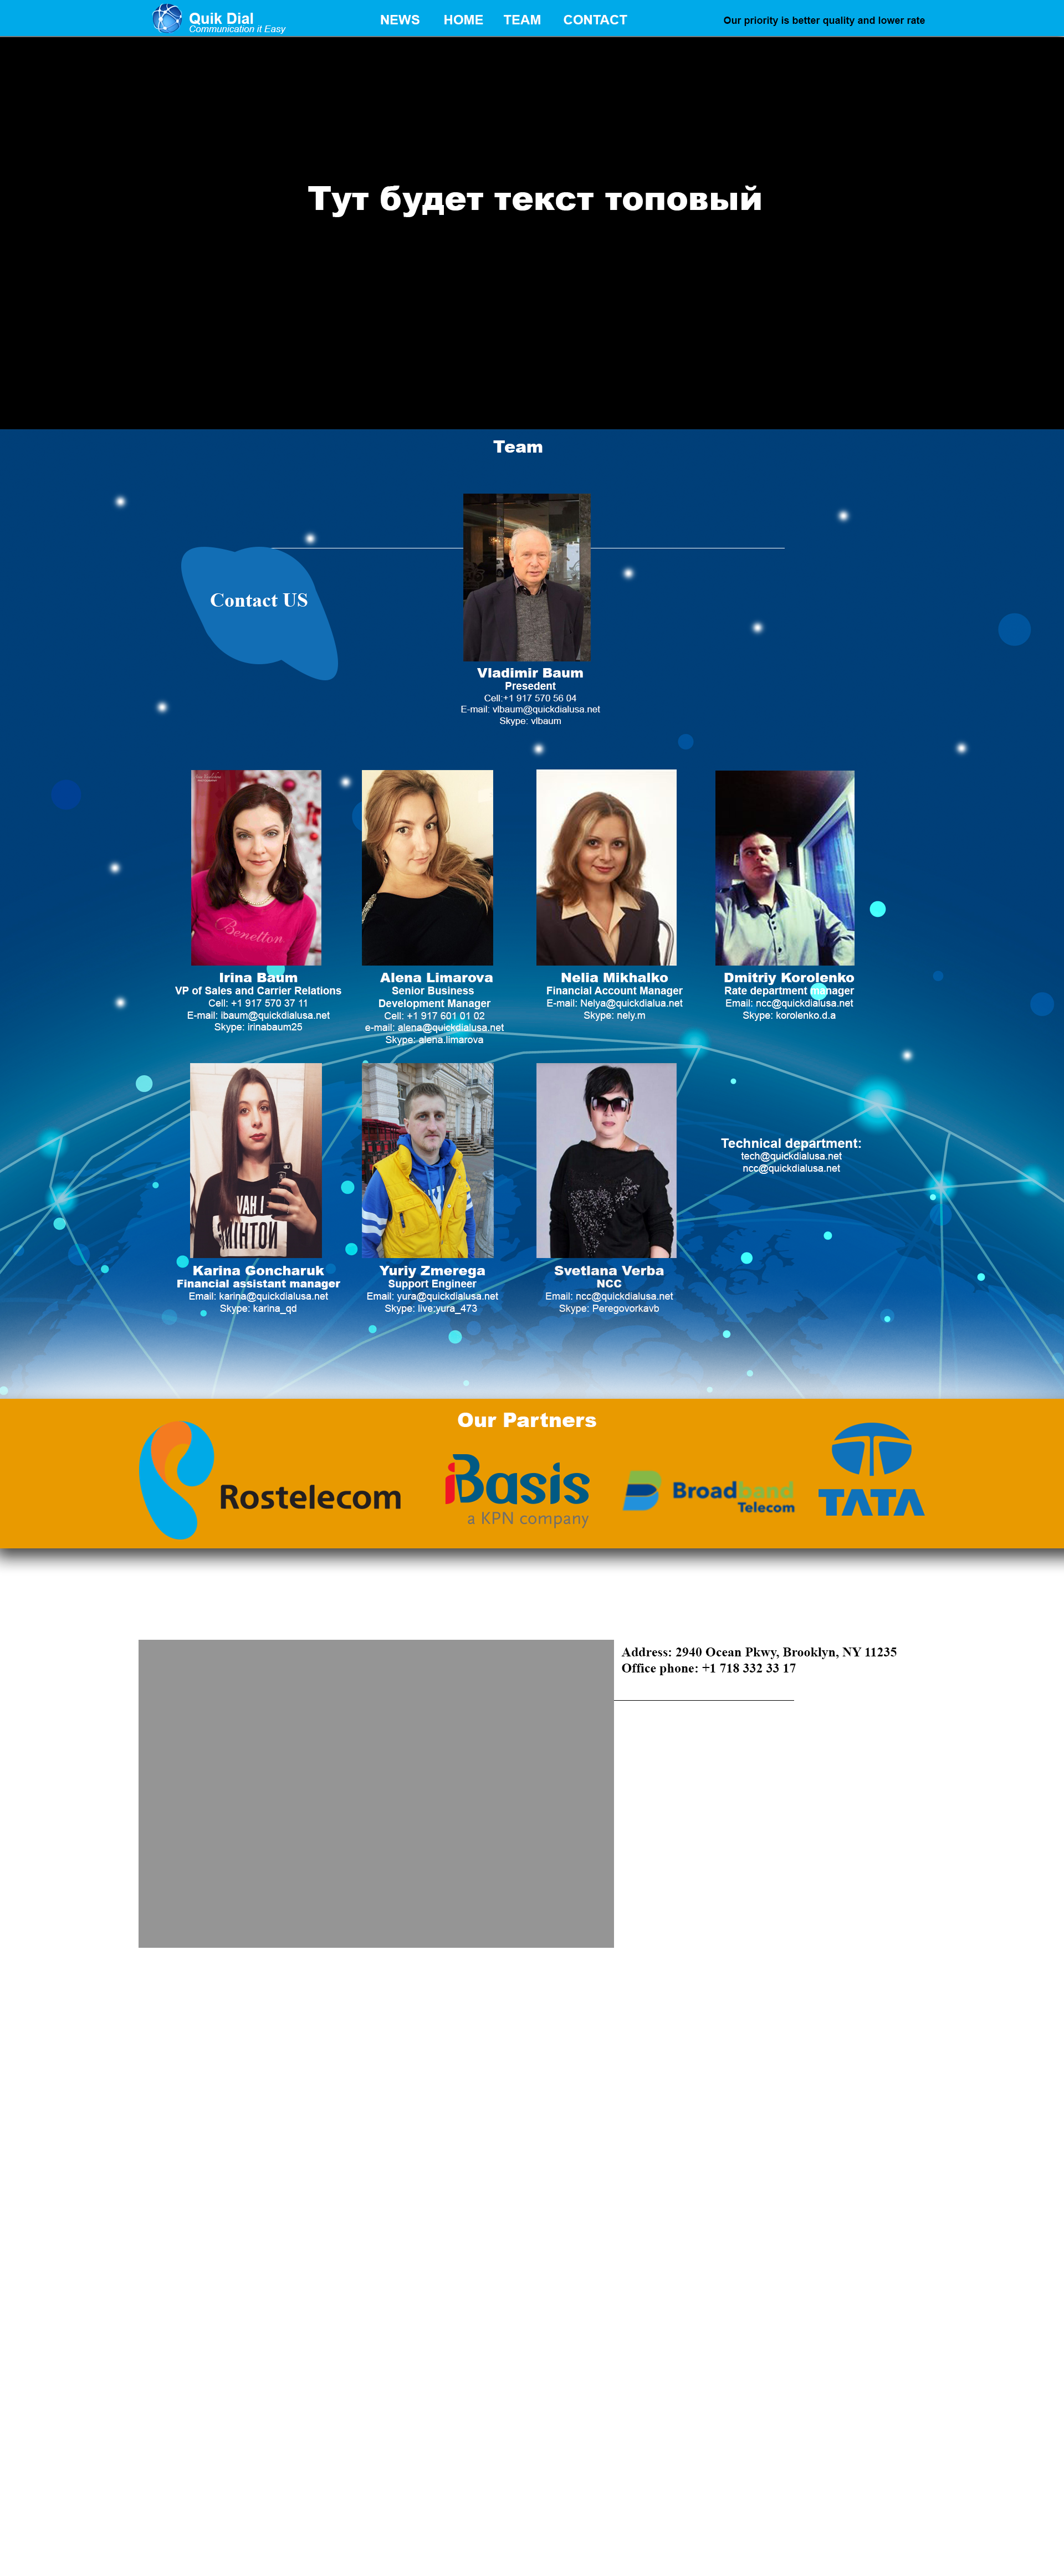 Quik Dial
Communication it Easy
NEWS HOME TEAM CONTACT
Our priority is better quality and lower rate
Тут будет текст топовый
Team
Contact US
Vladimir Baum
Presedent
Cell:+1 917 570 56 04
E-mail: vlbaum@quickdialusa.net
Skype: vlbaum
Benetton
Irina Baum
VP of Sales and Carrier Relations
Cell: +1 917 570 37 11
E-mail: ibaum@quickdialusa.net
Skype: irinabaum25
Alena Limarova
Senior Business
Development Manager
Cell: +1 917 601 01 02
e-mail: alena@quickdialusa.net
Skype: alena.limarova
Nelia Mikhalko
Financial Account Manager
E-mail: Nelya@quickdialua.net
Skype: nely.m
Dmitriy Korolenko
Rate department manager
Email: ncc@quickdialusa.net
Skype: korolenko.d.a
Karina Goncharuk
Financial assistant manager
Email: karina@quickdialusa.net
Skype: karina_qd
Yuriy Zmerega
Support Engineer
Email: yura@quickdialusa.net
Skype: live:yura_473
Svetlana Verba
NCC
Email: ncc@quickdialusa.net
Skype: Peregovorkavb
Technical department:
tech@quickdialusa.net
ncc@quickdialusa.net
Our Partners
Rostelecom
iBasis
a KPN company
Broadband
Telecom
TATA
Address: 2940 Ocean Pkwy, Brooklyn, NY 11235
Office phone: +1 718 332 33 17